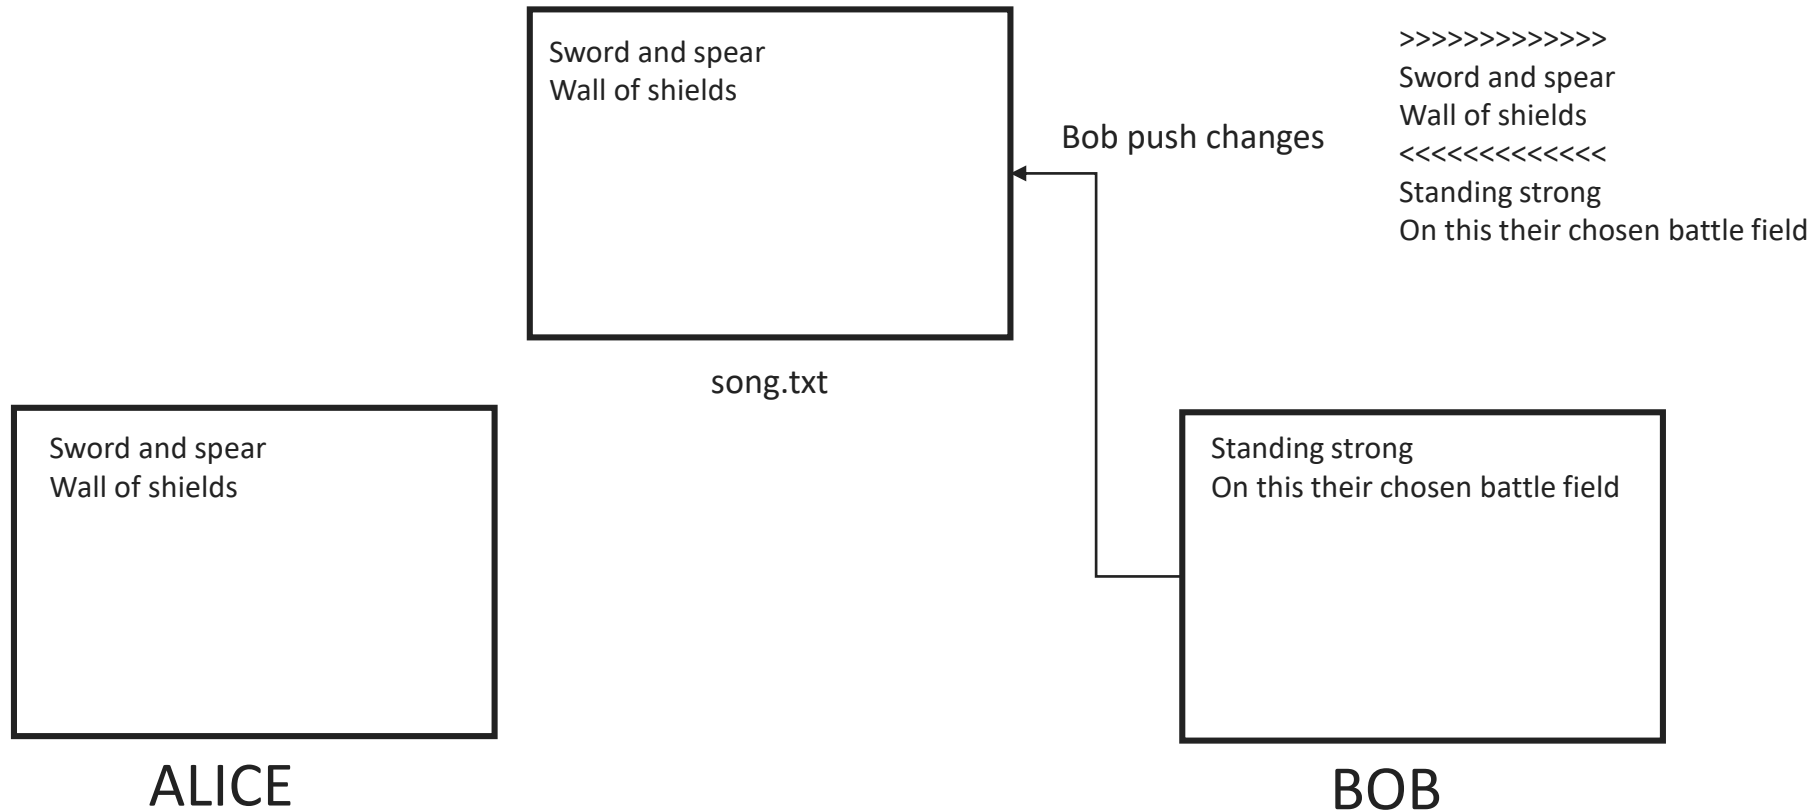 Sword and spear
Wall of shields
song.txt
Bob push changes
>>>>>>>>>>>>>
Sword and spear
Wall of shields
<<<<<<<<<<<<<
Standing strong
On this their chosen battle field
Sword and spear
Wall of shields
ALICE
Standing strong
On this their chosen battle field
BOB